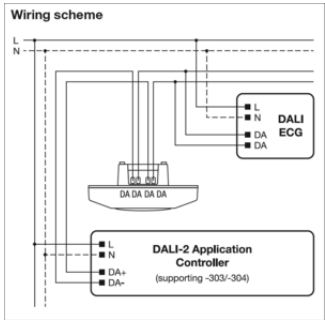 Wiring scheme
L
N
L
N
DA
DA
DALI
ECG
DA DA DA DA
L
N
DA+
DA-
DALI-2 Application
Controller
(supporting -303/-304)